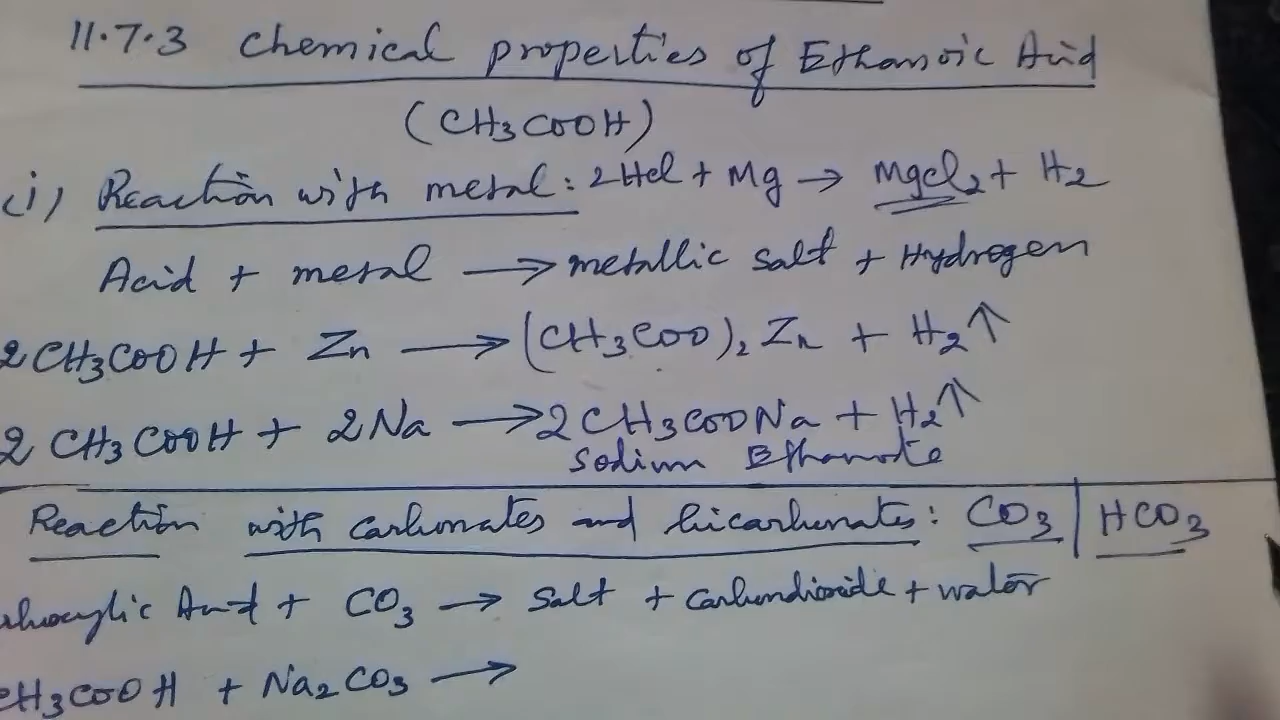 11.7.3 Chemical properties of Ethanoic Acid
(CH3COOH)
(i) Reaction with metal: 2HCl + Mg → MgCl2 + H2
Acid + metal → metallic salt + Hydrogen
2CH3COOH + Zn → (CH3COO)2 Zn + H2↑
2 CH3COOH + 2Na → 2CH3COONa + H2↑
Sodium Ethanoate
Reaction with carbonates and bicarbonates: CO3 | HCO3
Acid + CO3 → Salt + Carbondioxide + water
CH3COOH + Na2CO3 →